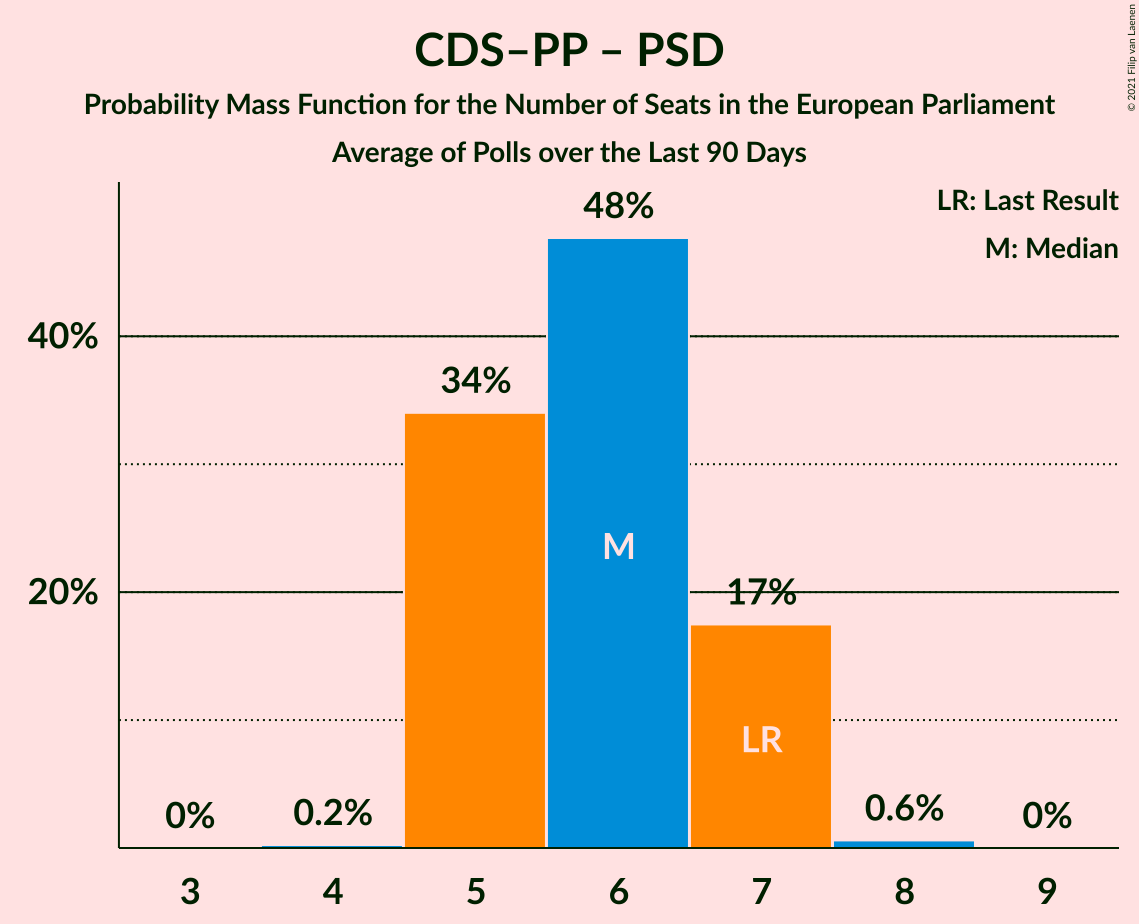 CDS–PP – PSD
Probability Mass Function for the Number of Seats in the European Parliament
Average of Polls over the Last 90 Days
© 2021 Filip van Laenen
LR: Last Result
M: Median
48%
40%
34%
M
20%
17%
LR
0%
0.2%
0.6%
0%
3
4
5
6
7
8
9